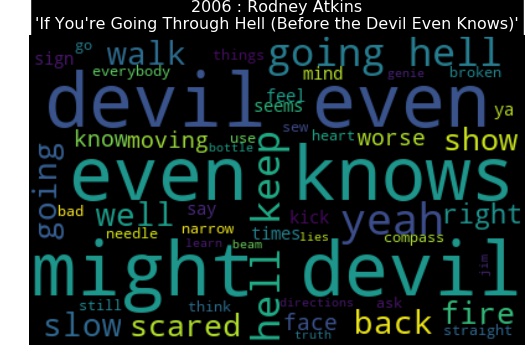 2006 : Rodney Atkins
'If You're Going Through Hell (Before the Devil Even Knows)'
sign go walk things going hell
everybody mind genie broken
devil even
feel seems ya
know moving use sew heart worse show
bottle
going even hell keep knows
bad well say kick yeah right
needle narrow times lies compass
learn beam
might devil jim
still think directions ask fire
slow scared face back straight
truth